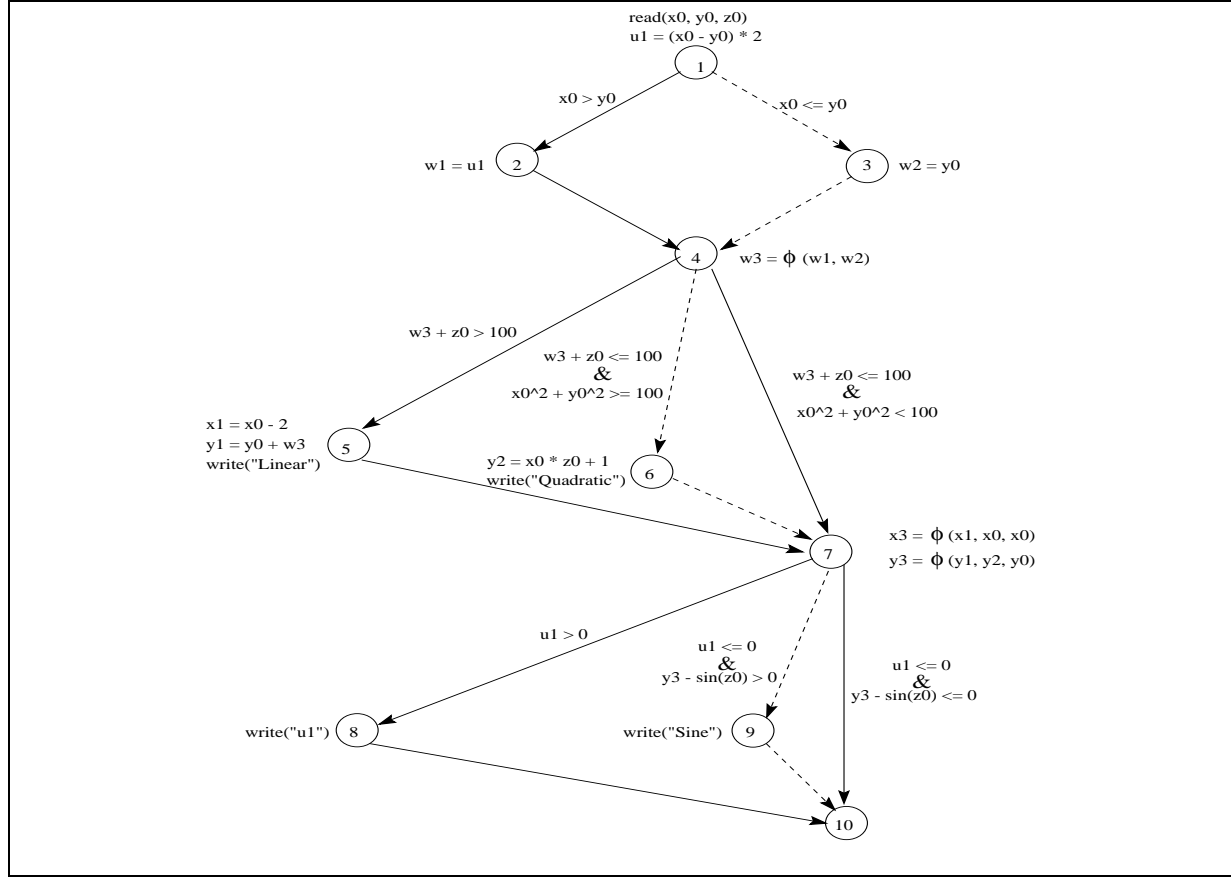 read(x0, y0, z0)
u1 = (x0 - y0) * 2
1
x0 > y0
x0 <= y0
w1 = u1
2
3
w2 = y0
4
w3 = ϕ (w1, w2)
w3 + z0 > 100
w3 + z0 <= 100
&
x0^2 + y0^2 >= 100
w3 + z0 <= 100
&
x0^2 + y0^2 < 100
x1 = x0 - 2
y1 = y0 + w3
write("Linear")
5
y2 = x0 * z0 + 1
write("Quadratic")
6
7
x3 = ϕ (x1, x0, x0)
y3 = ϕ (y1, y2, y0)
u1 > 0
u1 <= 0
&
y3 - sin(z0) > 0
u1 <= 0
&
y3 - sin(z0) <= 0
write("u1")
8
write("Sine")
9
10